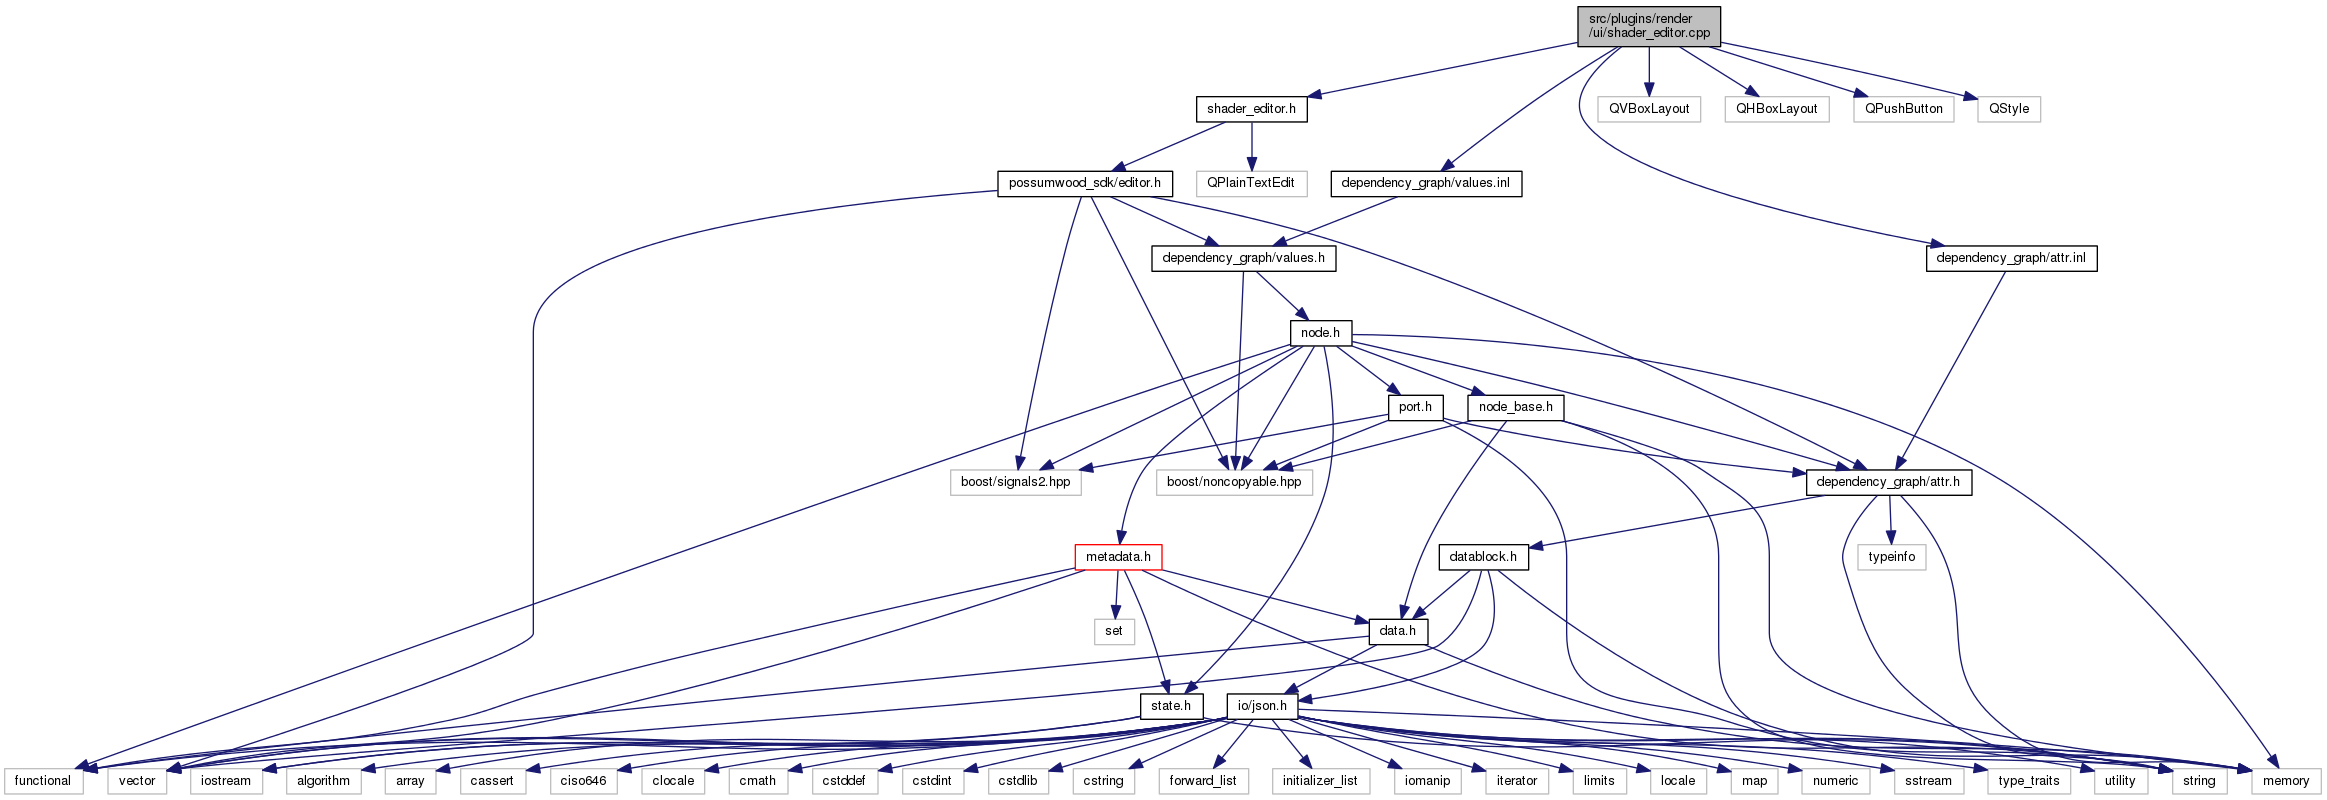 src/plugins/render
/ui/shader_editor.cpp
shader_editor.h
QVBoxLayout
QHBoxLayout
QPushButton
QStyle
possumwood_sdk/editor.h
QPlainTextEdit
dependency_graph/values.inl
dependency_graph/values.h
dependency_graph/attr.inl
node.h
port.h
node_base.h
boost/signals2.hpp
boost/noncopyable.hpp
dependency_graph/attr.h
metadata.h
datablock.h
typeinfo
set
data.h
state.h
io/json.h
functional
vector
iostream
algorithm
array
cassert
ciso646
clocale
cmath
cstddef
cstdint
cstdlib
cstring
forward_list
initializer_list
iomanip
iterator
limits
locale
map
numeric
sstream
type_traits
utility
string
memory